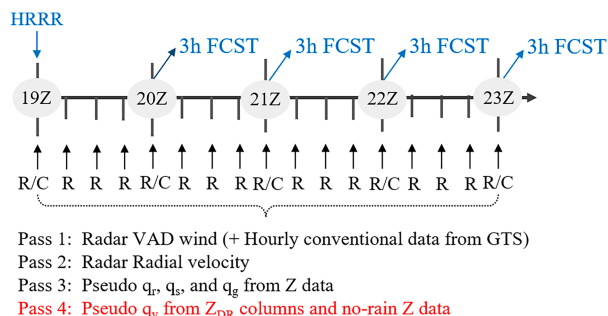 HRRR
3h FCST 3h FCST 3h FCST 3h FCST
19Z 20Z 21Z 22Z 23Z
R/C R R R R/C R R R R/C R R R R/C R R R R/C
Pass 1: Radar VAD wind (+ Hourly conventional data from GTS)
Pass 2: Radar Radial velocity
Pass 3: Pseudo qr, qs, and qg from Z data
Pass 4: Pseudo qv from ZDR columns and no-rain Z data